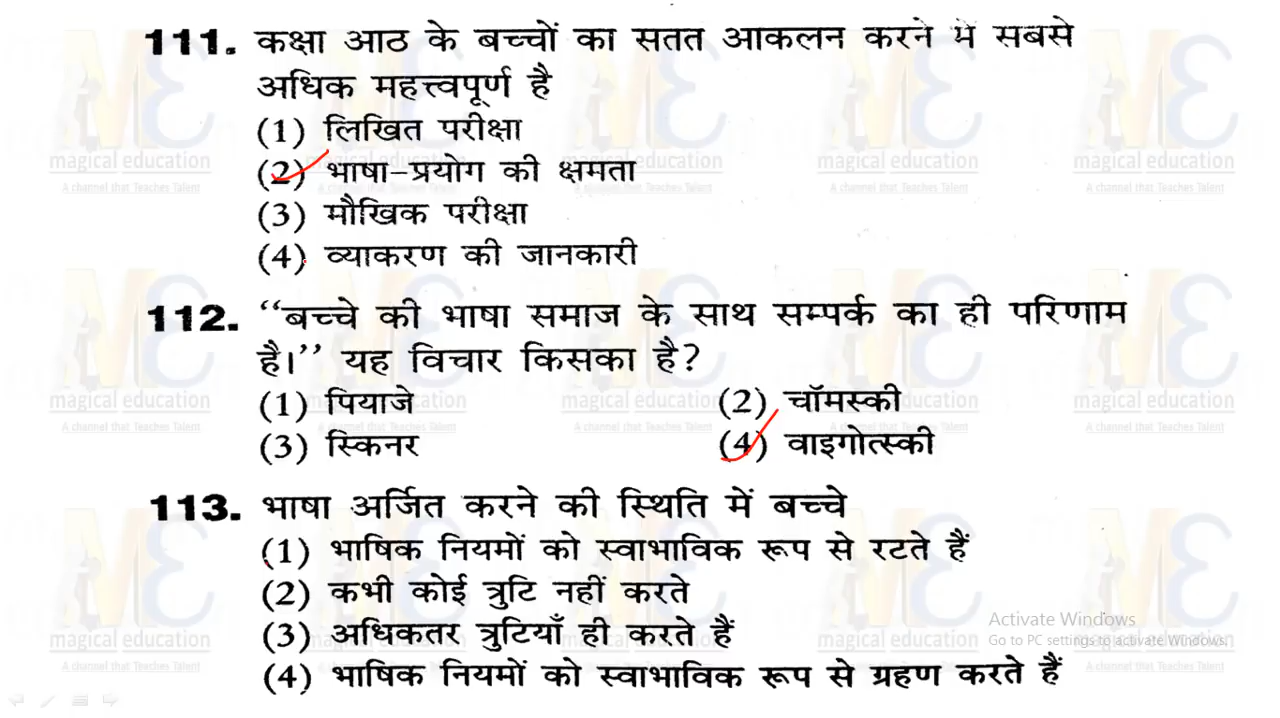 111. कक्षा आठ के बच्चों का सतत आकलन करने में सबसे
अधिक महत्त्वपूर्ण है
(1) लिखित परीक्षा
(2) भाषा-प्रयोग की क्षमता
(3) मौखिक परीक्षा
(4) व्याकरण की जानकारी
112. “बच्चे की भाषा समाज के साथ सम्पर्क का ही परिणाम
है।” यह विचार किसका है?
(1) पियाजे (2) चॉमस्की
(3) स्किनर (4) वाइगोत्स्की
113. भाषा अर्जित करने की स्थिति में बच्चे
(1) भाषिक नियमों को स्वाभाविक रूप से रटते हैं
(2) कभी कोई त्रुटि नहीं करते
(3) अधिकतर त्रुटियाँ ही करते हैं
(4) भाषिक नियमों को स्वाभाविक रूप से ग्रहण करते हैं
magical education
A channel that Teaches Talent
Activate Windows
Go to PC settings to activate Windows.